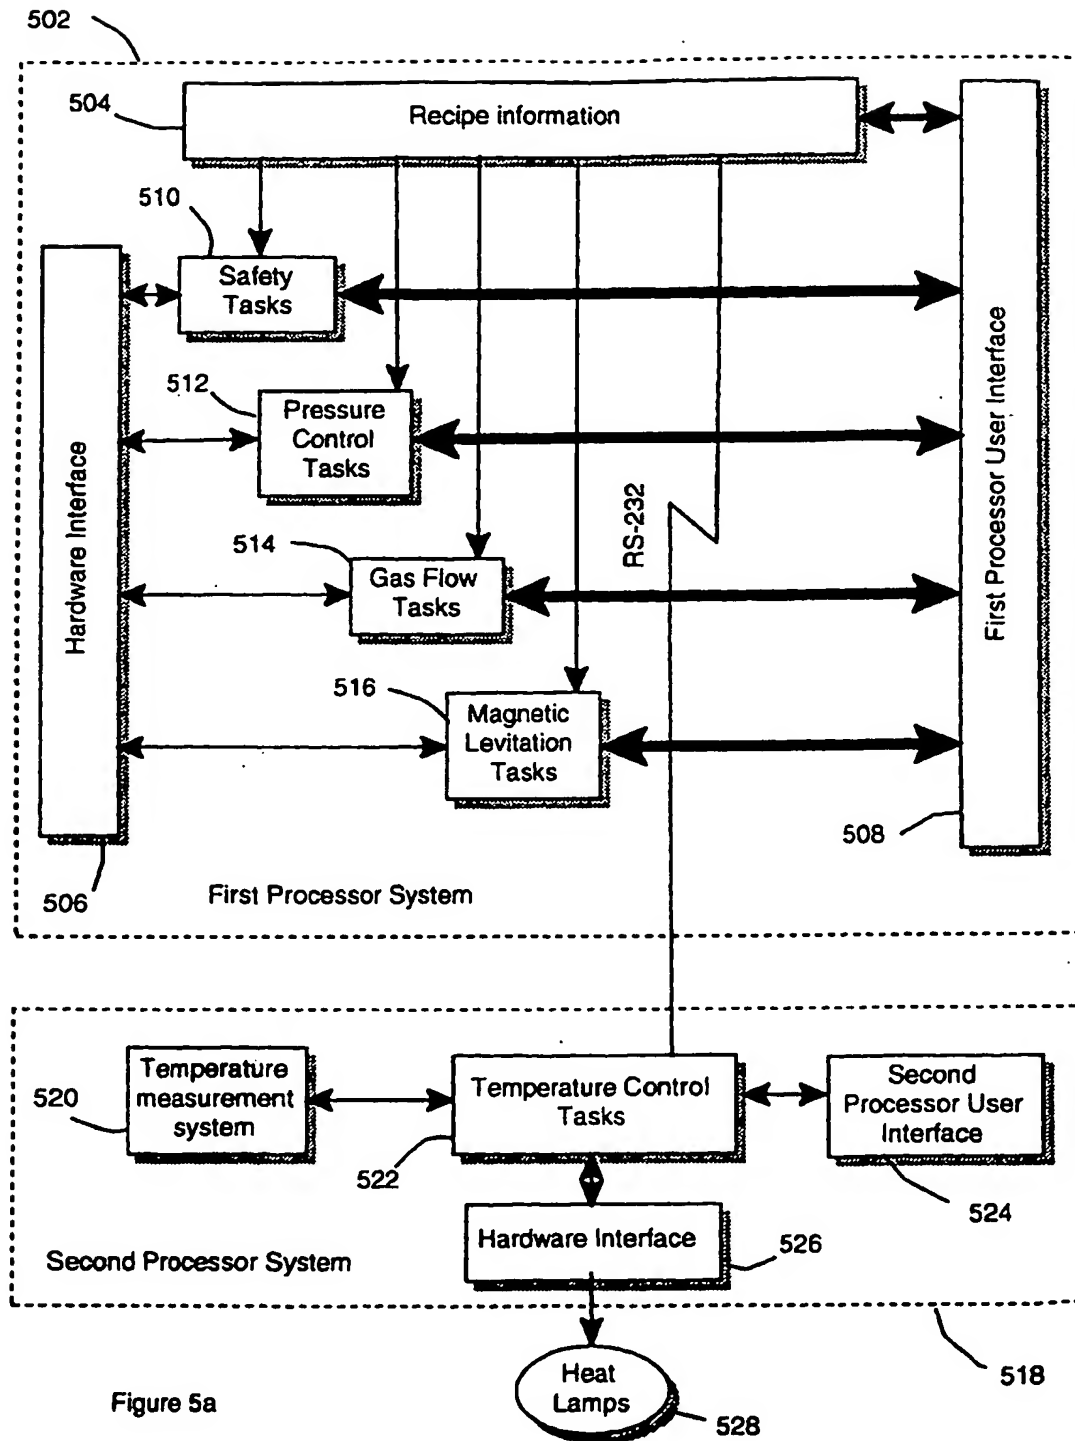 502
504
Recipe information
510
Safety
Tasks
512
Pressure
Control
Tasks
Hardware Interface
First Processor User Interface
RS-232
514
Gas Flow
Tasks
516
Magnetic
Levitation
Tasks
508
506
First Processor System
Temperature
measurement
system
520
Temperature Control
Tasks
522
Second
Processor User
Interface
524
Hardware Interface
526
Second Processor System
518
Heat
Lamps
528
Figure 5a